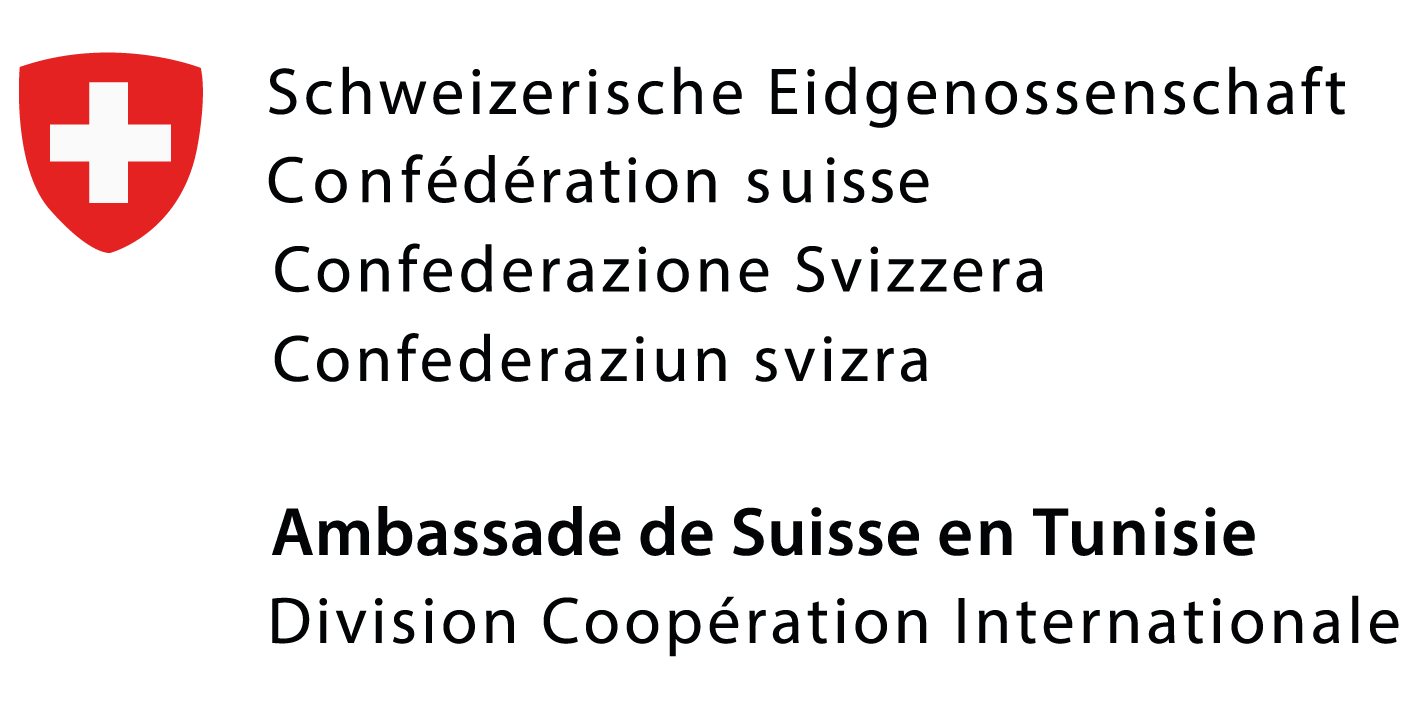 Schweizerische Eidgenossenschaft
Confédération suisse
Confederazione Svizzera
Confederaziun svizra
Ambassade de Suisse en Tunisie
Division Coopération Internationale